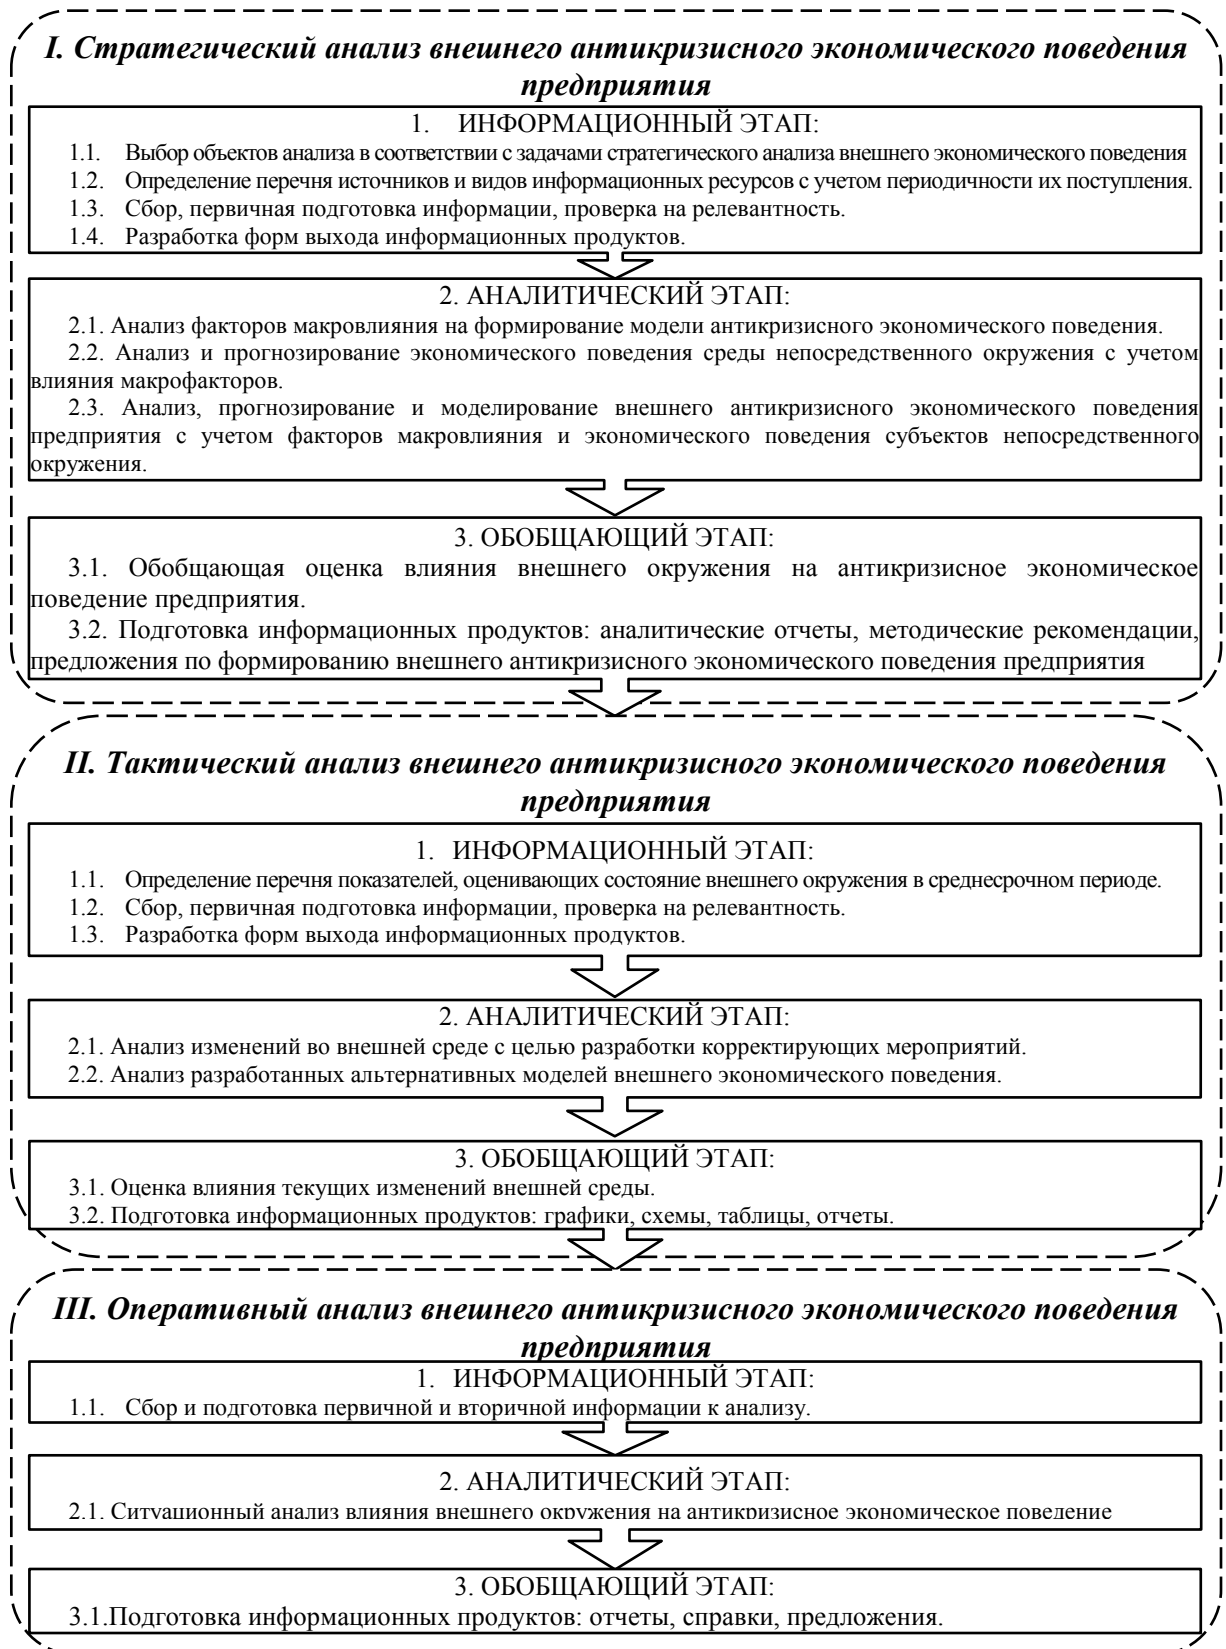 I. Стратегический анализ внешнего антикризисного экономического поведения
предприятия
1. ИНФОРМАЦИОННЫЙ ЭТАП:
1.1. Выбор объектов анализа в соответствии с задачами стратегического анализа внешнего экономического поведения
1.2. Определение перечня источников и видов информационных ресурсов с учетом периодичности их поступления.
1.3. Сбор, первичная подготовка информации, проверка на релевантность.
1.4. Разработка форм выхода информационных продуктов.
2. АНАЛИТИЧЕСКИЙ ЭТАП:
2.1. Анализ факторов макровлияния на формирование модели антикризисного экономического поведения.
2.2. Анализ и прогнозирование экономического поведения среды непосредственного окружения с учетом
влияния макрофакторов.
2.3. Анализ, прогнозирование и моделирование внешнего антикризисного экономического поведения
предприятия с учетом факторов макровлияния и экономического поведения субъектов непосредственного
окружения.
3. ОБОБЩАЮЩИЙ ЭТАП:
3.1. Обобщающая оценка влияния внешнего окружения на антикризисное экономическое
поведение предприятия.
3.2. Подготовка информационных продуктов: аналитические отчеты, методические рекомендации,
предложения по формированию внешнего антикризисного экономического поведения предприятия
II. Тактический анализ внешнего антикризисного экономического поведения
предприятия
1. ИНФОРМАЦИОННЫЙ ЭТАП:
1.1. Определение перечня показателей, оценивающих состояние внешнего окружения в среднесрочном периоде.
1.2. Сбор, первичная подготовка информации, проверка на релевантность.
1.3. Разработка форм выхода информационных продуктов.
2. АНАЛИТИЧЕСКИЙ ЭТАП:
2.1. Анализ изменений во внешней среде с целью разработки корректирующих мероприятий.
2.2. Анализ разработанных альтернативных моделей внешнего экономического поведения.
3. ОБОБЩАЮЩИЙ ЭТАП:
3.1. Оценка влияния текущих изменений внешней среды.
3.2. Подготовка информационных продуктов: графики, схемы, таблицы, отчеты.
III. Оперативный анализ внешнего антикризисного экономического поведения
предприятия
1. ИНФОРМАЦИОННЫЙ ЭТАП:
1.1. Сбор и подготовка первичной и вторичной информации к анализу.
2. АНАЛИТИЧЕСКИЙ ЭТАП:
2.1. Ситуационный анализ влияния внешнего окружения на антикризисное экономическое поведение
3. ОБОБЩАЮЩИЙ ЭТАП:
3.1.Подготовка информационных продуктов: отчеты, справки, предложения.